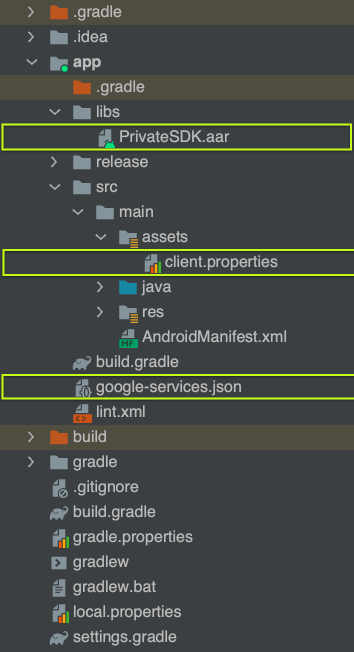 .gradle
.idea
app
.gradle
libs
PrivateSDK.aar
release
src
main
assets
client.properties
java
res
MF
AndroidManifest.xml
build.gradle
google-services.json
lint.xml
build
gradle
.gitignore
build.gradle
gradle.properties
gradlew
gradlew.bat
local.properties
settings.gradle